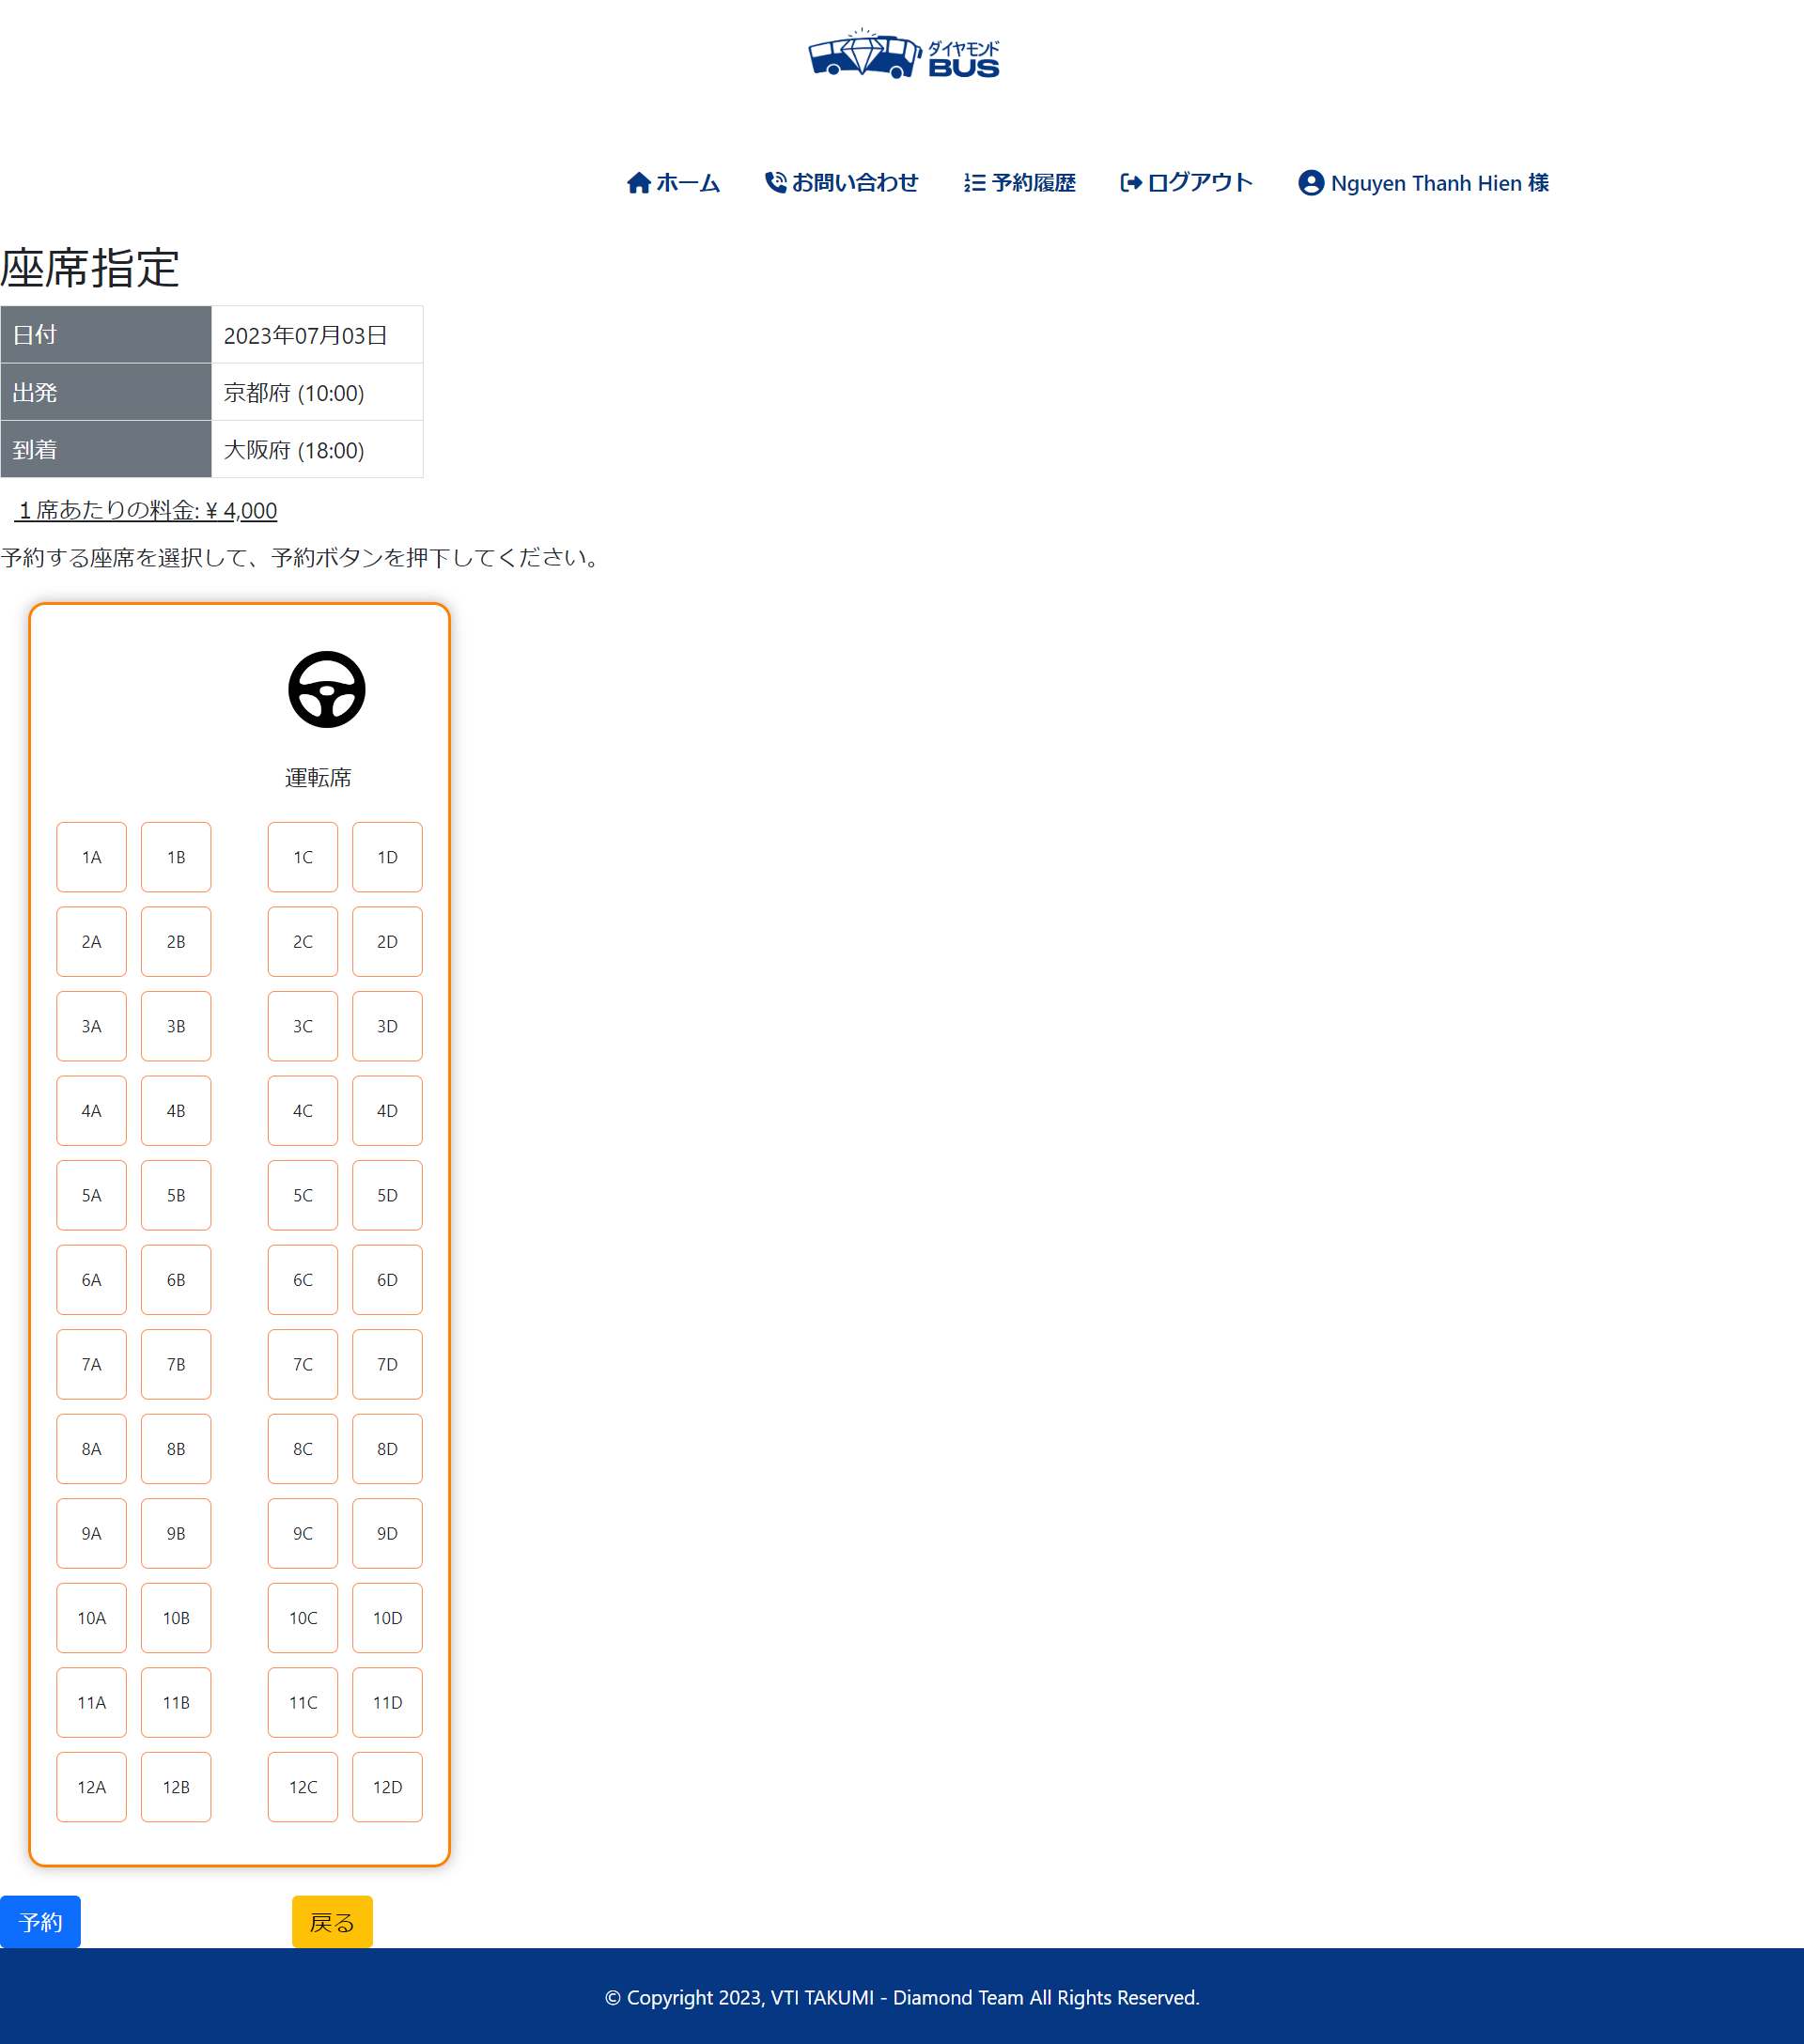 ダイヤモンド
BUS
ホーム お問い合わせ 予約履歴 ログアウト Nguyen Thanh Hien 様
座席指定
日付 2023年07月03日
出発 京都府 (10:00)
到着 大阪府 (18:00)
１席あたりの料金: ¥ 4,000
予約する座席を選択して、予約ボタンを押下してください。
運転席
1A 1B 1C 1D
2A 2B 2C 2D
3A 3B 3C 3D
4A 4B 4C 4D
5A 5B 5C 5D
6A 6B 6C 6D
7A 7B 7C 7D
8A 8B 8C 8D
9A 9B 9C 9D
10A 10B 10C 10D
11A 11B 11C 11D
12A 12B 12C 12D
予約 戻る
© Copyright 2023, VTI TAKUMI - Diamond Team All Rights Reserved.